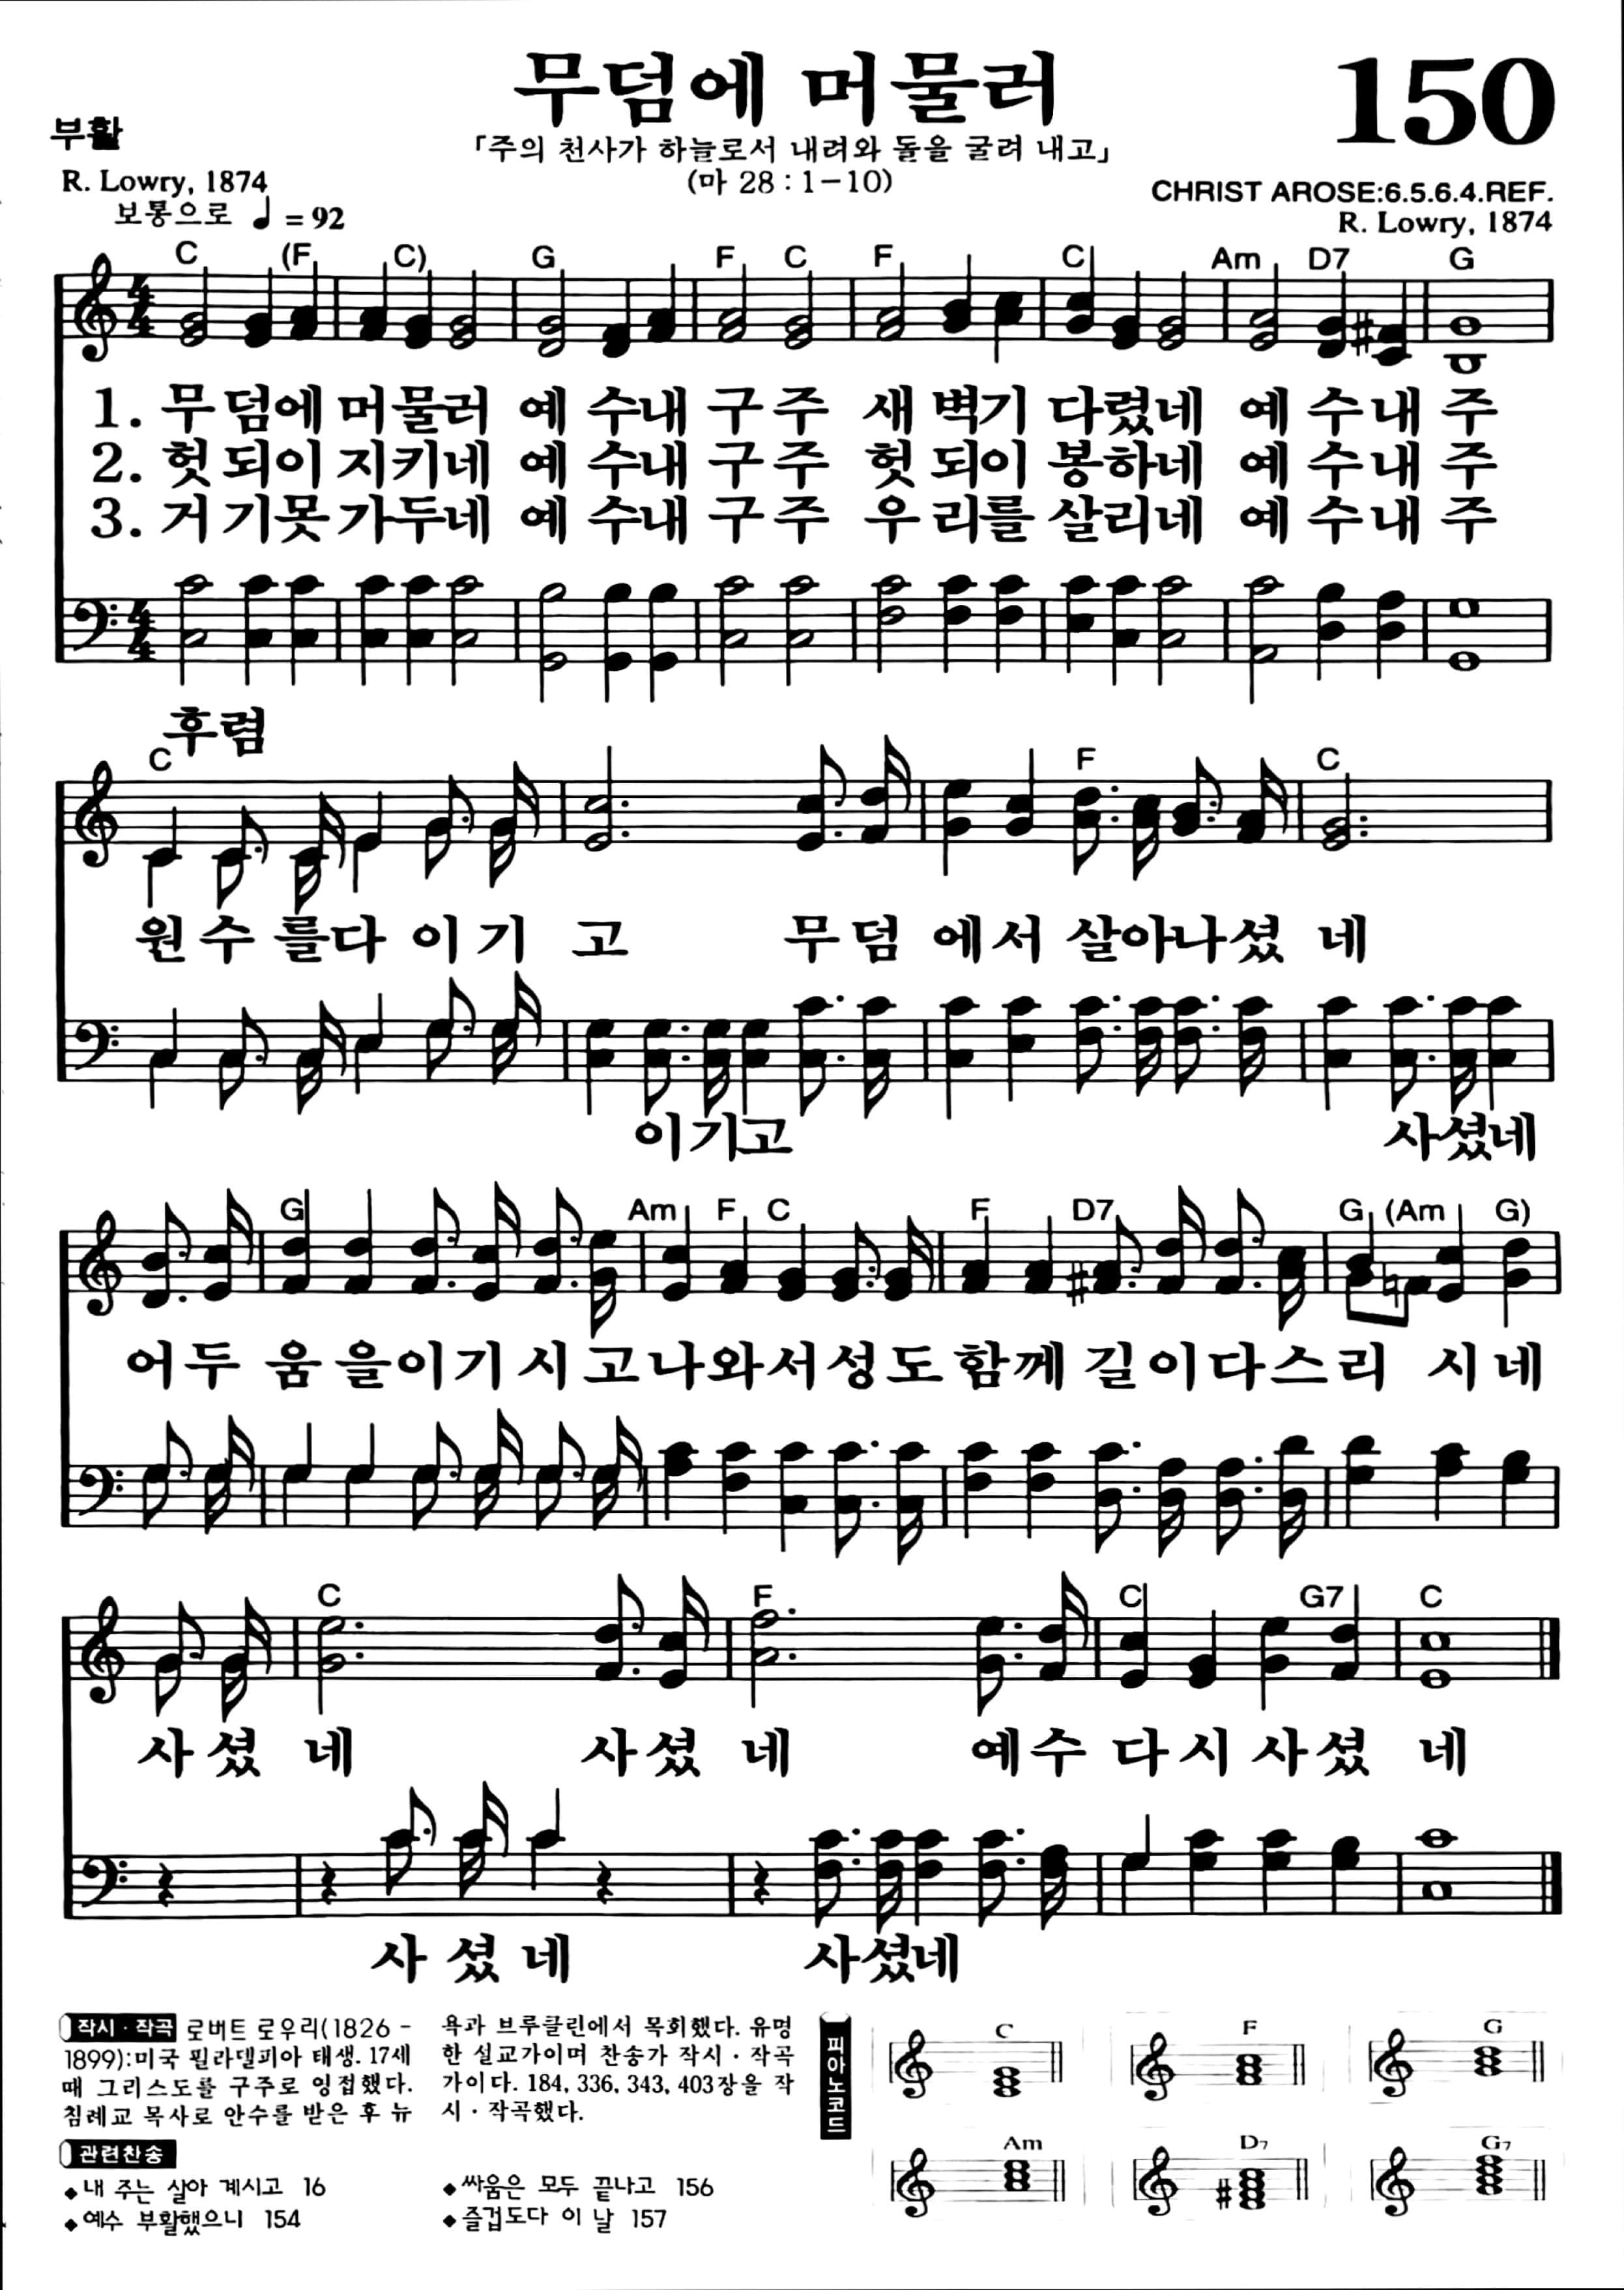 무덤에 머물러
150
부활
「주의 천사가 하늘로서 내려와 돌을 굴려 내고」
(마 28 : 1-10)
R. Lowry, 1874
CHRIST AROSE:6.5.6.4.REF.
보통으로 ♩ = 92
R. Lowry, 1874
C (F C) G F C F C Am D7 G
1. 무 덤에 머물러 예 수내 구 주 새 벽기 다렸네 예 수내 주
2. 헛 되이 지키네 예 수내 구 주 헛 되이 봉하네 예 수내 주
3. 거 기못 가두네 예 수내 구 주 우 리를 살리네 예 수내 주
후렴
C F C
원 수 를다 이 기 고 무 덤 에서 살아나셨 네
이기고 사셨네
G Am F C F D7 G (Am G)
어두 움 을이기 시 고나와서성도 함께 길이다스리 시 네
C F C G7 C
사 셨 네 사셨 네 예수 다시 사셨 네
사 셨 네 사셨네
작시·작곡 로버트 로우리(1826 -
1899):미국 필라델피아 태생. 17세
때 그리스도를 구주로 영접했다.
침례교 목사로 안수를 받은 후 뉴
욕과 브루클린에서 목회했다. 유명
한 설교가이며 찬송가 작시·작곡
가이다. 184, 336, 343, 403장을 작
시·작곡했다.
관련찬송
◆내 주는 살아 계시고 16
◆예수 부활했으니 154
◆싸움은 모두 끝나고 156
◆즐겁도다 이 날 157
피아노코드
C F G
Am D7 G7